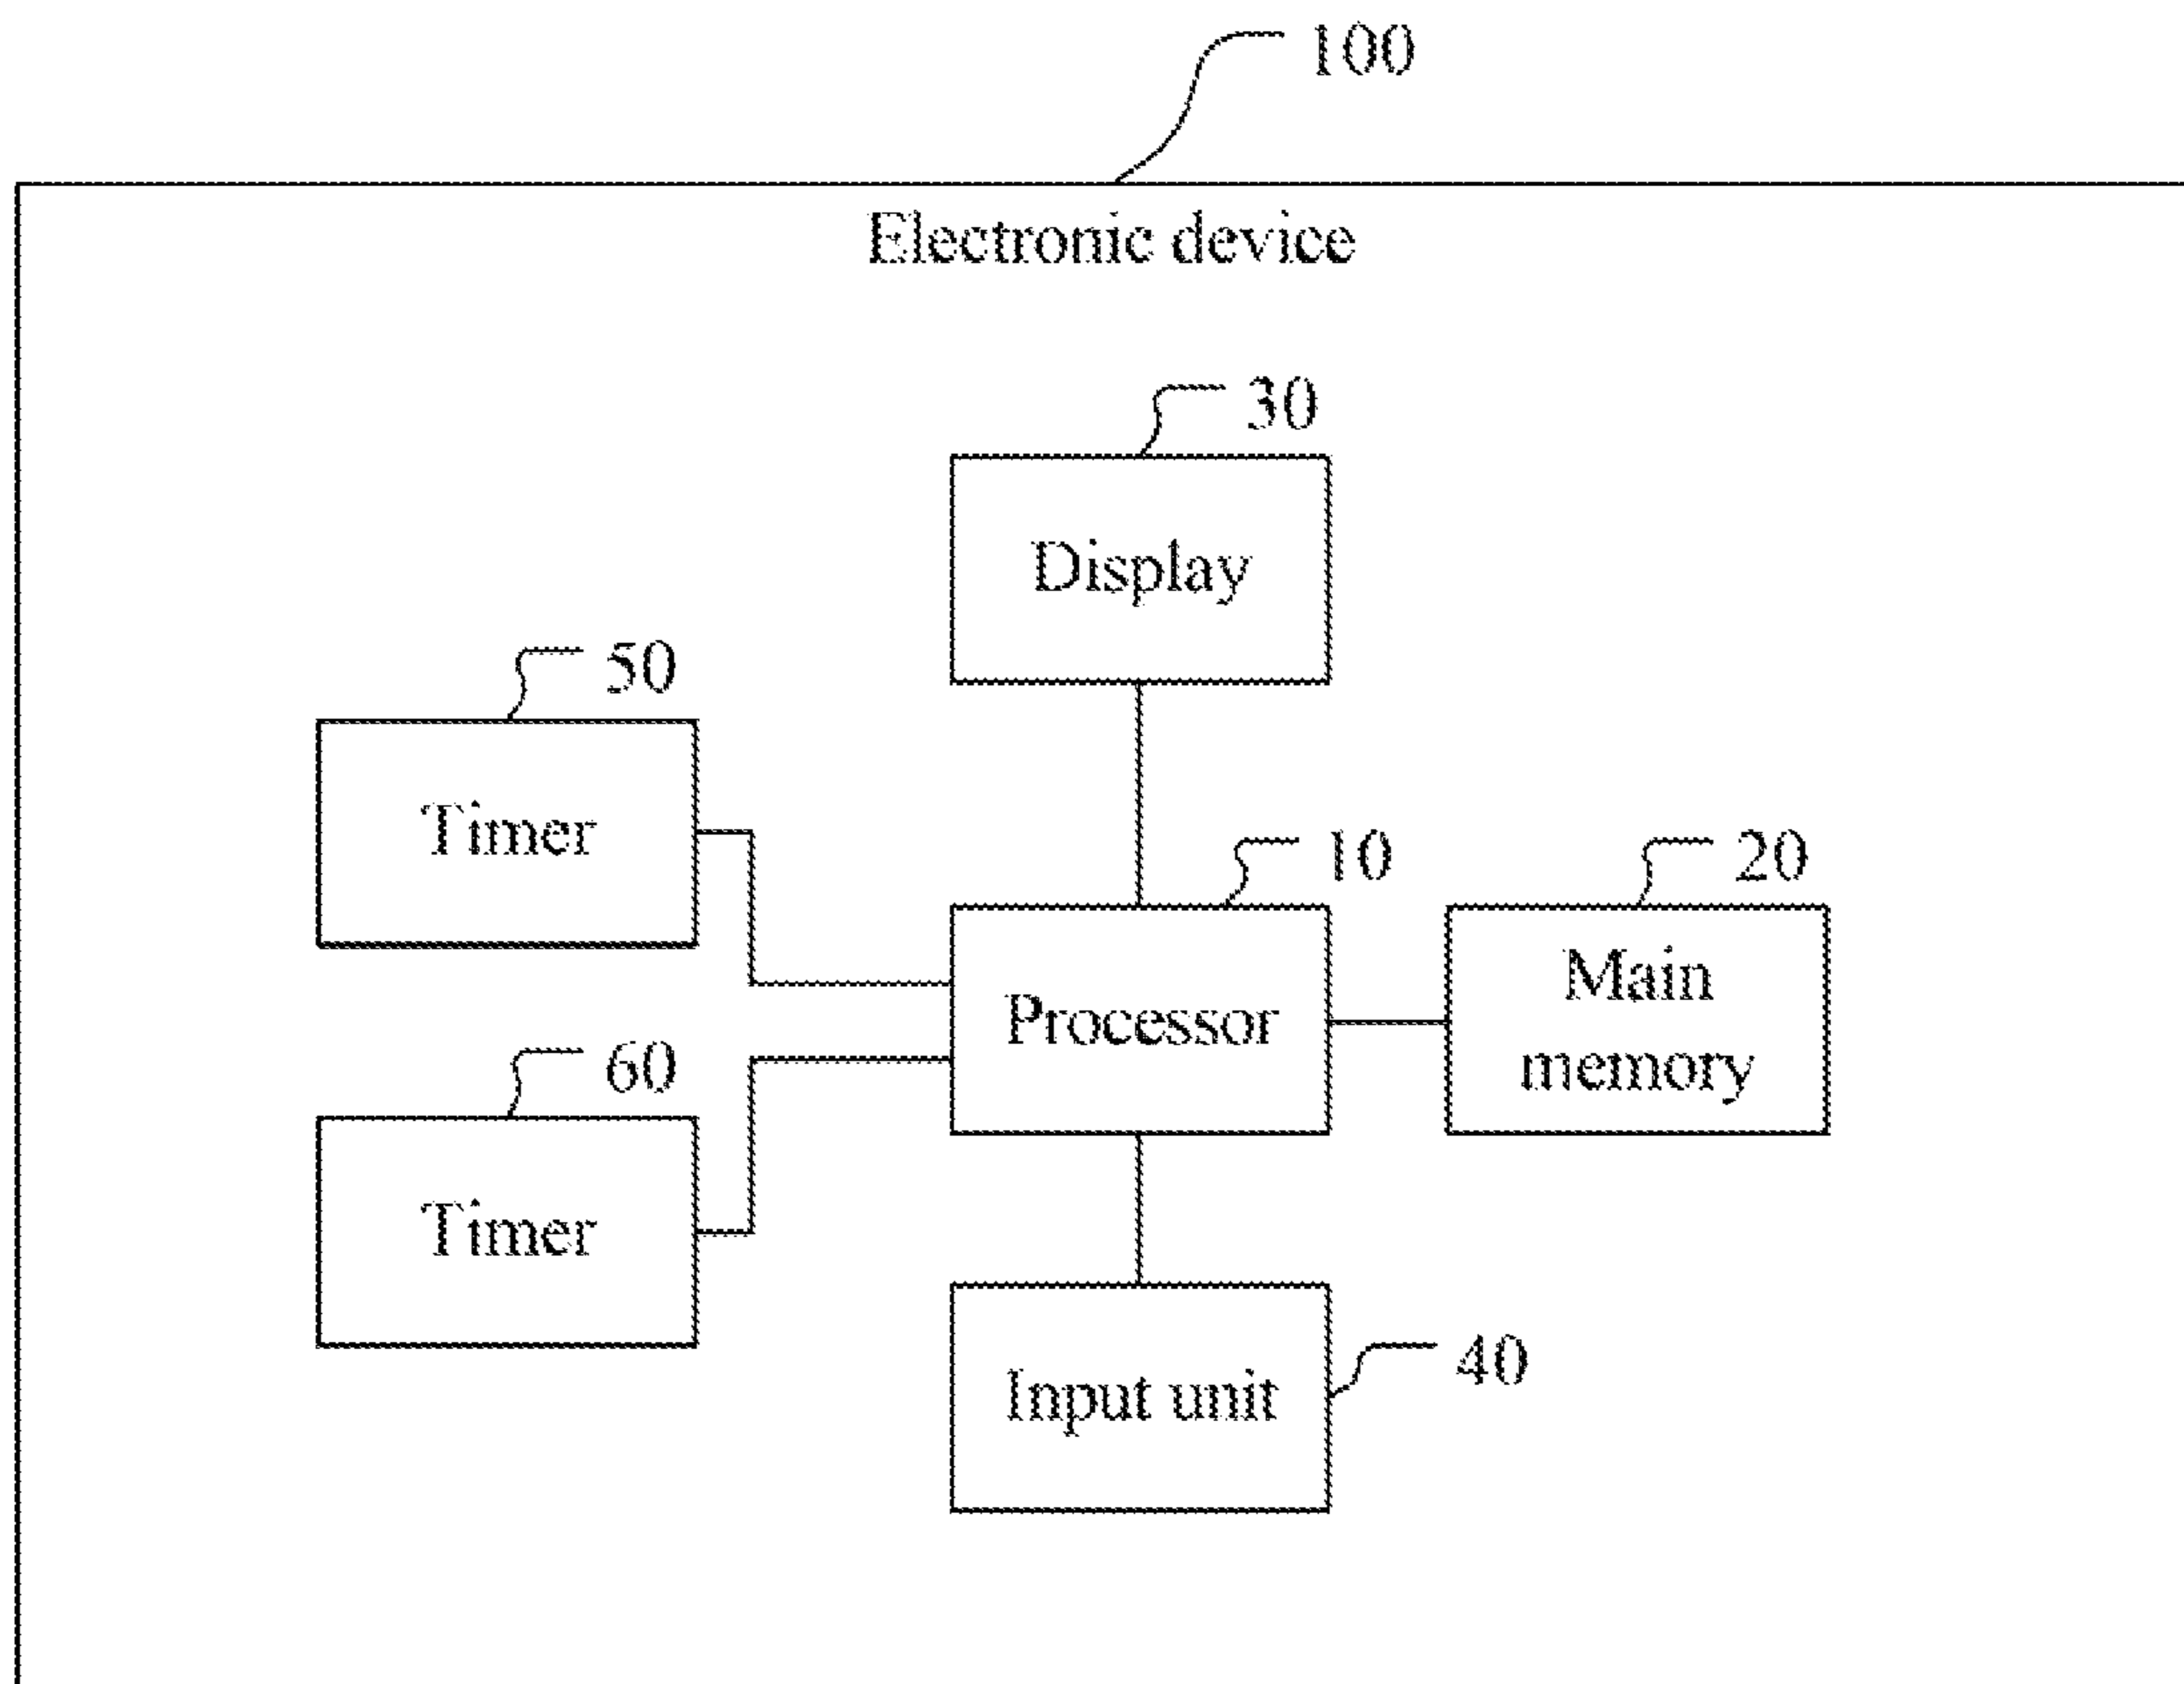 100
Electronic device
30
Display
50
Timer
10
20
Processor
Main
memory
60
Timer
Input unit
40